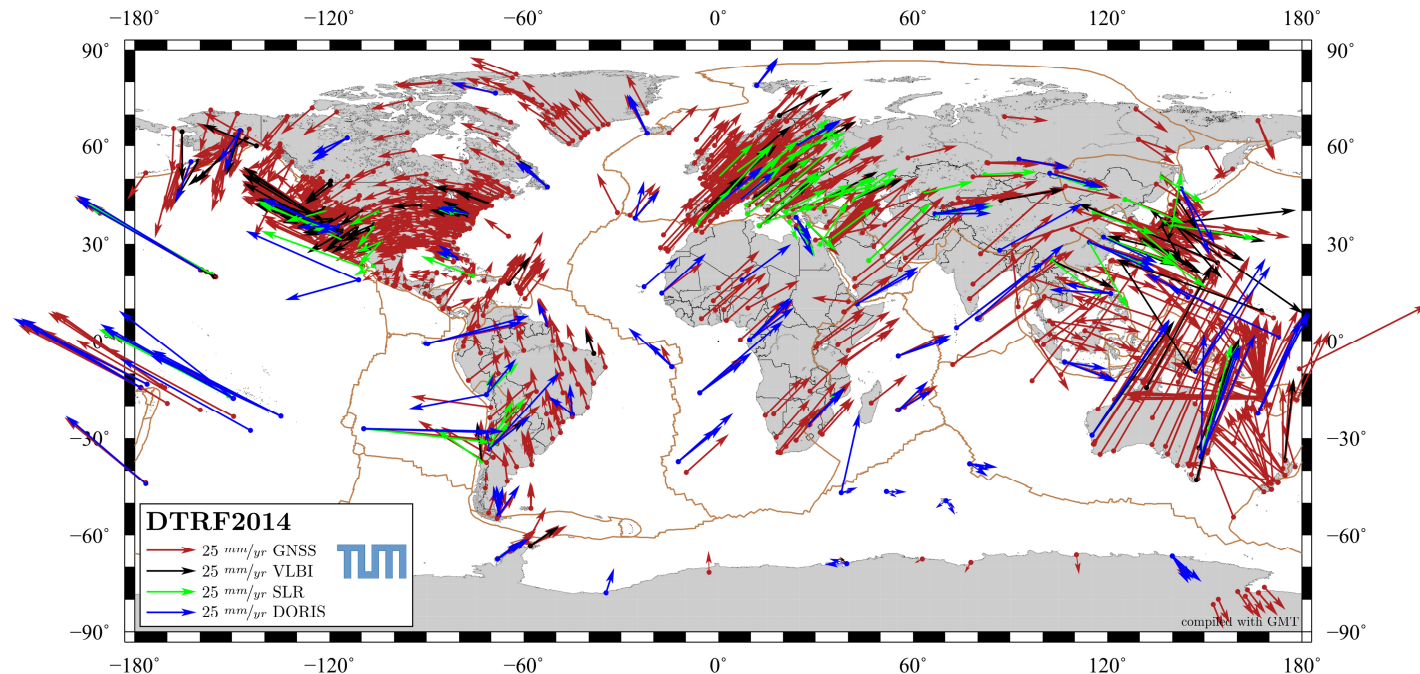 −180° −120° −60° 0° 60° 120° 180°
90° 90°
60° 60°
30° 30°
0° 0°
−30° −30°
−60° −60°
−90° −90°
DTRF2014
25 mm/yr GNSS
25 mm/yr VLBI
25 mm/yr SLR
25 mm/yr DORIS
TUM
compiled with GMT
−180° −120° −60° 0° 60° 120° 180°